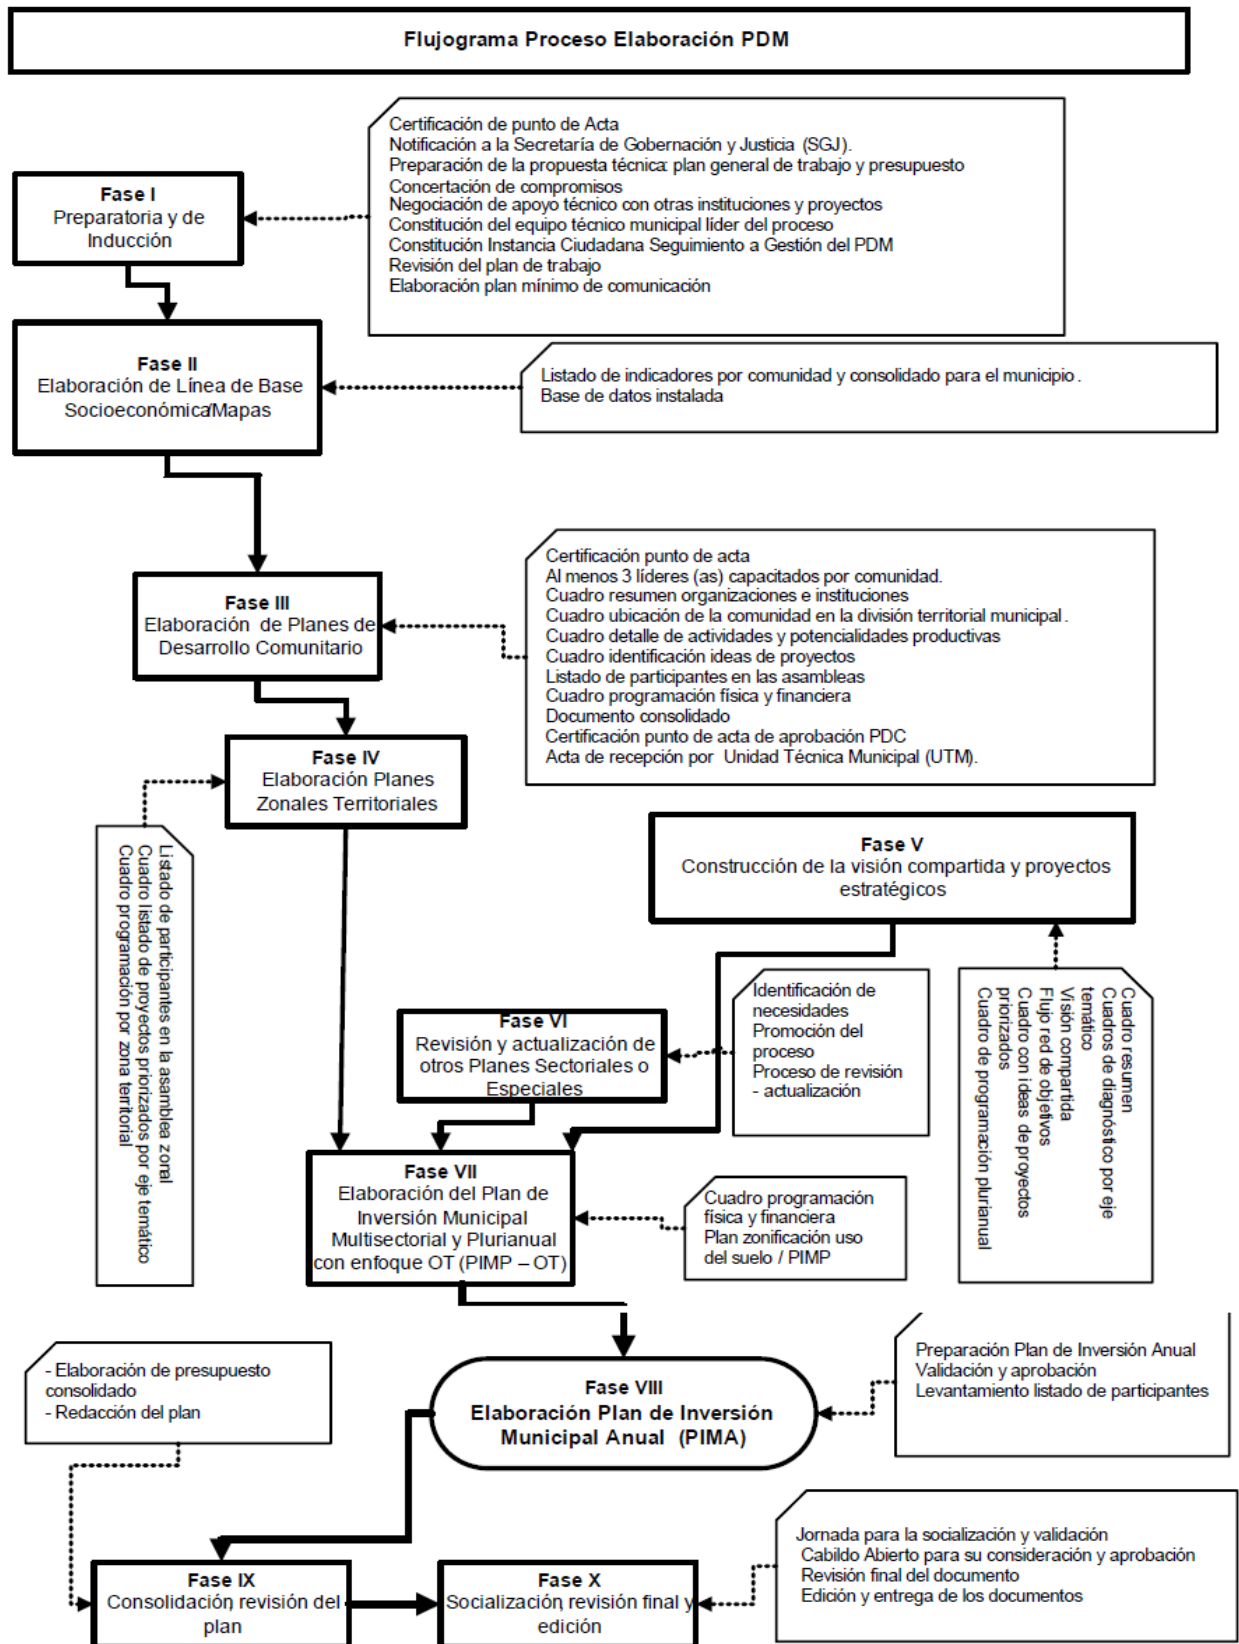 Flujograma Proceso Elaboración PDM
Certificación de punto de Acta
Notificación a la Secretaría de Gobernación y Justicia (SGJ).
Preparación de la propuesta técnica: plan general de trabajo y presupuesto
Concertación de compromisos
Negociación de apoyo técnico con otras instituciones y proyectos
Constitución del equipo técnico municipal líder del proceso
Constitución Instancia Ciudadana Seguimiento a Gestión del PDM
Revisión del plan de trabajo
Elaboración plan mínimo de comunicación
Fase I
Preparatoria y de
Inducción
Fase II
Elaboración de Línea de Base
Socioeconómica/Mapas
Listado de indicadores por comunidad y consolidado para el municipio.
Base de datos instalada
Fase III
Elaboración de Planes de
Desarrollo Comunitario
Certificación punto de acta
Al menos 3 líderes (as) capacitados por comunidad.
Cuadro resumen organizaciones e instituciones
Cuadro ubicación de la comunidad en la división territorial municipal.
Cuadro detalle de actividades y potencialidades productivas
Cuadro identificación ideas de proyectos
Listado de participantes en las asambleas
Cuadro programación física y financiera
Documento consolidado
Certificación punto de acta de aprobación PDC
Acta de recepción por Unidad Técnica Municipal (UTM).
Fase IV
Elaboración Planes
Zonales Territoriales
Listado de participantes en la asamblea zonal
Cuadro listado de proyectos priorizados por eje temático
Cuadro programación por zona territorial
Fase V
Construcción de la visión compartida y proyectos
estratégicos
Cuadro resumen
Cuadros de diagnóstico por eje
temático
Visión compartida
Flujo red de objetivos
Cuadro con ideas de proyectos
priorizados
Cuadro de programación plurianual
Fase VI
Revisión y actualización de
otros Planes Sectoriales o
Especiales
Identificación de
necesidades
Promoción del
proceso
Proceso de revisión
- actualización
Fase VII
Elaboración del Plan de
Inversión Municipal
Multisectorial y Plurianual
con enfoque OT (PIMP – OT)
Cuadro programación
física y financiera
Plan zonificación uso
del suelo / PIMP
Fase VIII
Elaboración Plan de Inversión
Municipal Anual (PIMA)
Preparación Plan de Inversión Anual
Validación y aprobación
Levantamiento listado de participantes
- Elaboración de presupuesto
consolidado
- Redacción del plan
Fase IX
Consolidación, revisión del
plan
Fase X
Socialización, revisión final y
edición
Jornada para la socialización y validación
Cabildo Abierto para su consideración y aprobación
Revisión final del documento
Edición y entrega de los documentos